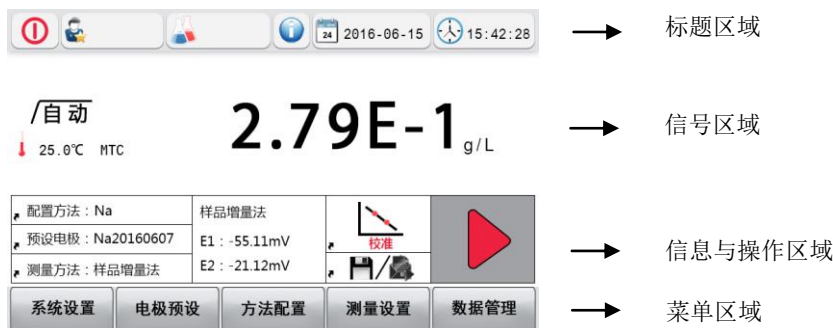 24 2016-06-15 15:42:28 标题区域
自动 2.79E-1 g/L 信号区域
25.0℃ MTC
配置方法：Na 样品增量法
预设电极：Na20160607 E1：-55.11mV 校准 信息与操作区域
测量方法：样品增量法 E2：-21.12mV
系统设置 电极预设 方法配置 测量设置 数据管理 菜单区域